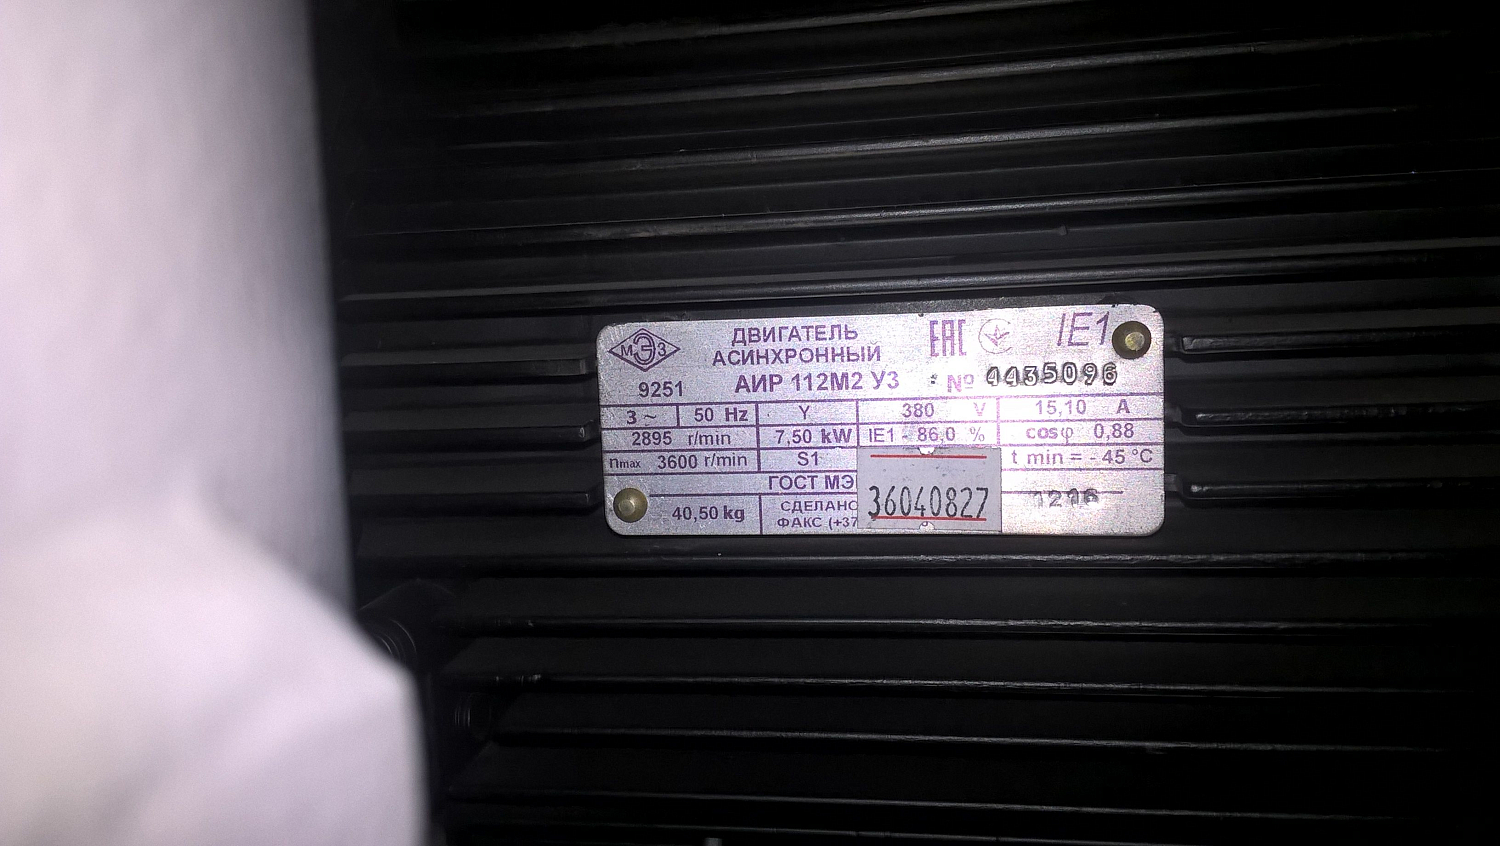 МЭЗ ДВИГАТЕЛЬ EAC IE1
АСИНХРОННЫЙ
9251 АИР 112М2 У3 № 4435096
3 ~ 50 Hz Y 380 V 15,10 A
2895 r/min 7,50 kW IE1 - 86,0 % cosφ 0,88
nmax 3600 r/min S1 t min = - 45 °C
ГОСТ МЭ
36040827
40,50 kg СДЕЛАНО 1216
ФАКС (+37